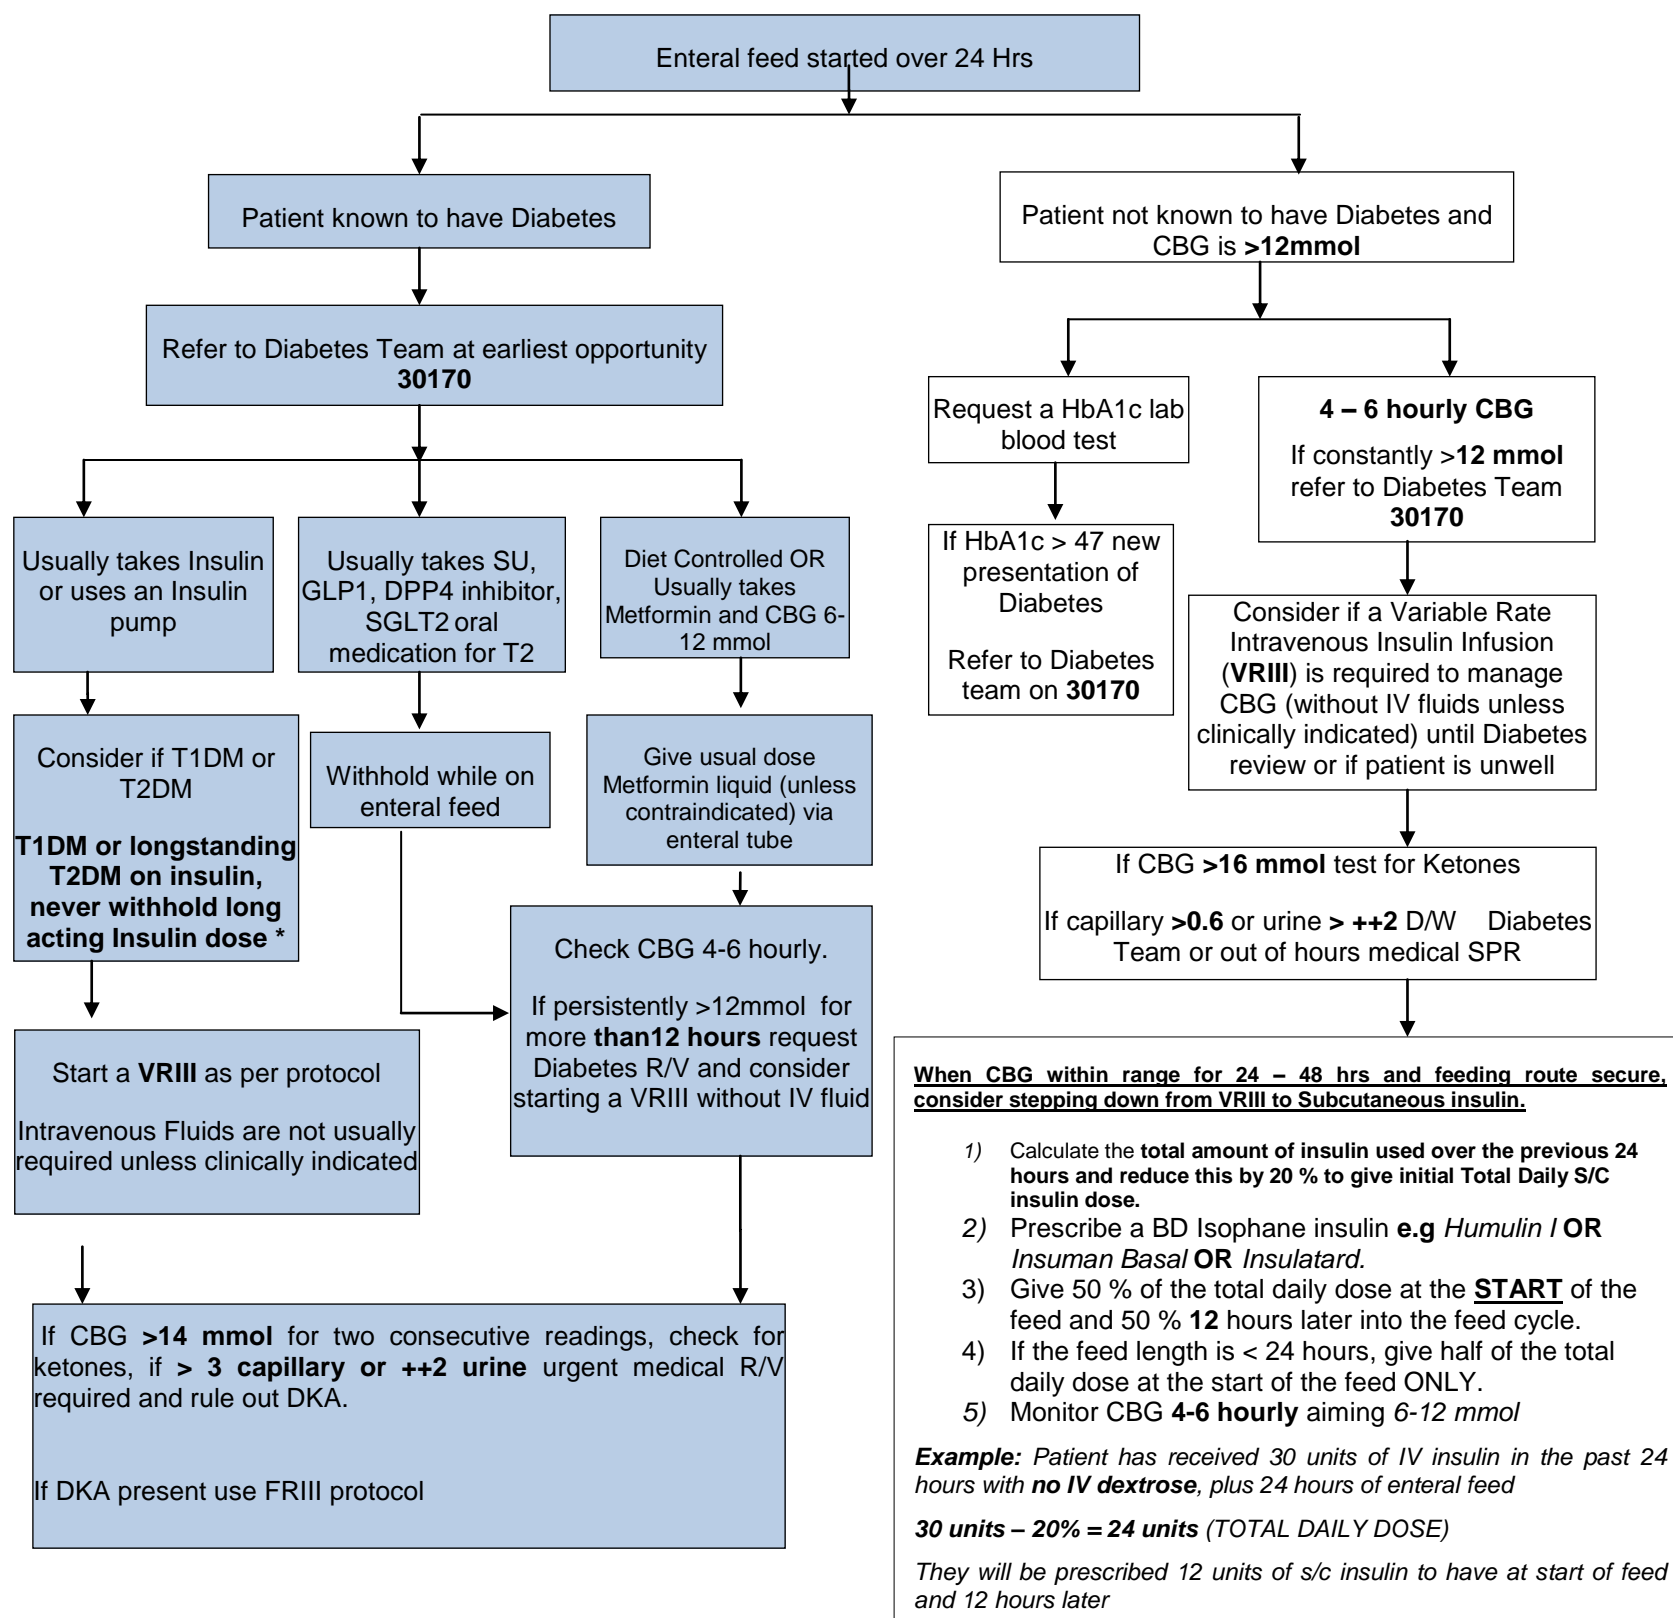 Enteral feed started over 24 Hrs
Patient known to have Diabetes
Refer to Diabetes Team at earliest opportunity
30170
Usually takes Insulin
or uses an Insulin
pump
Consider if T1DM or
T2DM
T1DM or longstanding
T2DM on insulin,
never withhold long
acting Insulin dose *
Start a VRIII as per protocol
Intravenous Fluids are not usually
required unless clinically indicated
Usually takes SU,
GLP1, DPP4 inhibitor,
SGLT2 oral
medication for T2
Withhold while on
enteral feed
Diet Controlled OR
Usually takes
Metformin and CBG 6-
12 mmol
Give usual dose
Metformin liquid (unless
contraindicated) via
enteral tube
Check CBG 4-6 hourly.
If persistently >12mmol for
more than12 hours request
Diabetes R/V and consider
starting a VRIII without IV fluid
If CBG >14 mmol for two consecutive readings, check for
ketones, if > 3 capillary or ++2 urine urgent medical R/V
required and rule out DKA.
If DKA present use FRIII protocol
Patient not known to have Diabetes and
CBG is >12mmol
Request a HbA1c lab
blood test
If HbA1c > 47 new
presentation of
Diabetes
Refer to Diabetes
team on 30170
4 – 6 hourly CBG
If constantly >12 mmol
refer to Diabetes Team
30170
Consider if a Variable Rate
Intravenous Insulin Infusion
(VRIII) is required to manage
CBG (without IV fluids unless
clinically indicated) until Diabetes
review or if patient is unwell
If CBG >16 mmol test for Ketones
If capillary >0.6 or urine > ++2 D/W Diabetes
Team or out of hours medical SPR
When CBG within range for 24 – 48 hrs and feeding route secure,
consider stepping down from VRIII to Subcutaneous insulin.
1) Calculate the total amount of insulin used over the previous 24
hours and reduce this by 20 % to give initial Total Daily S/C
insulin dose.
2) Prescribe a BD Isophane insulin e.g Humulin I OR
Insuman Basal OR Insulatard.
3) Give 50 % of the total daily dose at the START of the
feed and 50 % 12 hours later into the feed cycle.
4) If the feed length is < 24 hours, give half of the total
daily dose at the start of the feed ONLY.
5) Monitor CBG 4-6 hourly aiming 6-12 mmol
Example: Patient has received 30 units of IV insulin in the past 24
hours with no IV dextrose, plus 24 hours of enteral feed
30 units – 20% = 24 units (TOTAL DAILY DOSE)
They will be prescribed 12 units of s/c insulin to have at start of feed
and 12 hours later